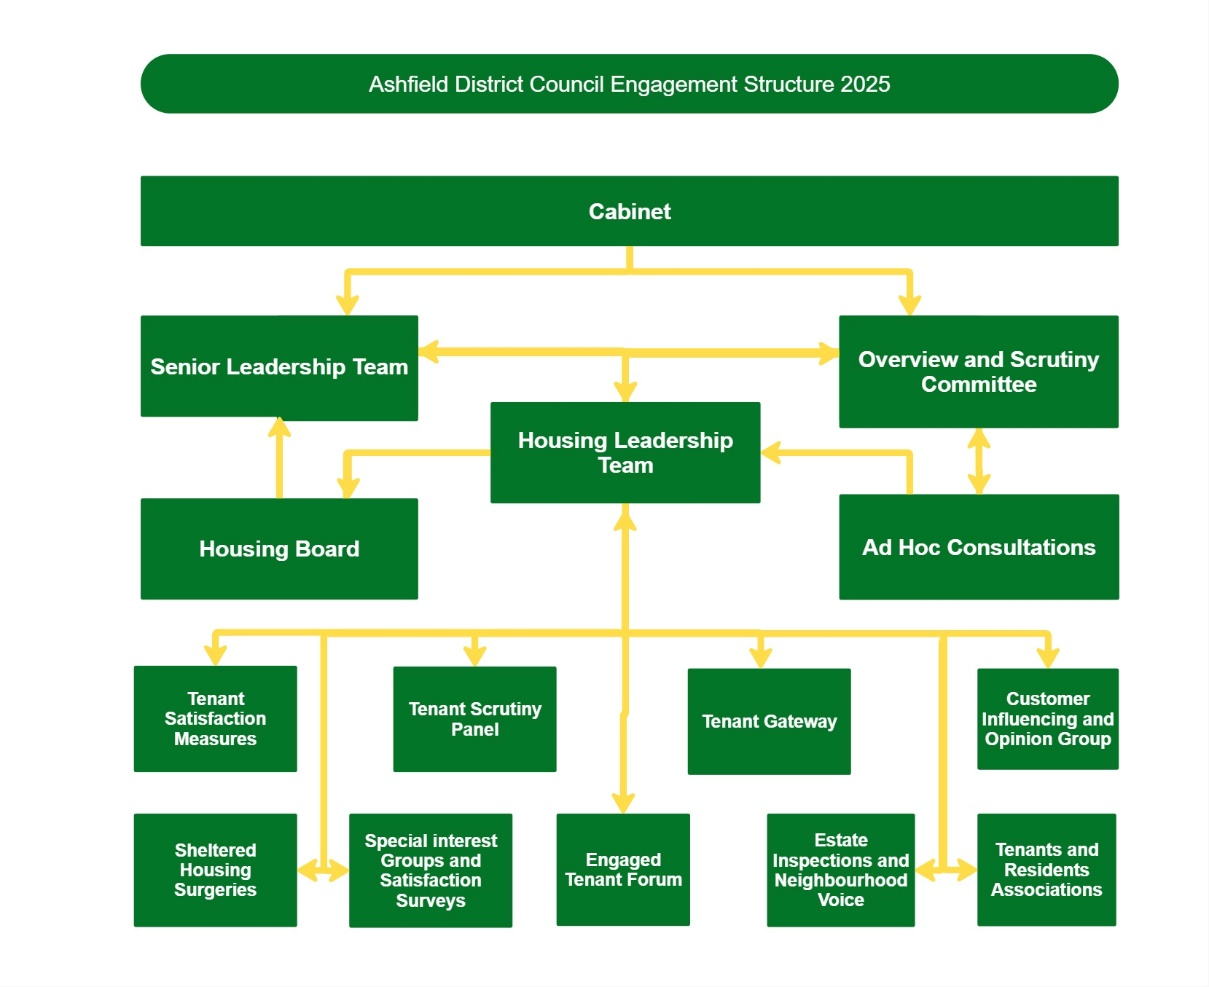 Ashfield District Council Engagement Structure 2025
Cabinet
Senior Leadership Team
Overview and Scrutiny
Committee
Housing Leadership
Team
Housing Board
Ad Hoc Consultations
Tenant
Satisfaction
Measures
Tenant Scrutiny
Panel
Tenant Gateway
Customer
Influencing and
Opinion Group
Sheltered
Housing
Surgeries
Special interest
Groups and
Satisfaction
Surveys
Engaged
Tenant Forum
Estate
Inspections and
Neighbourhood
Voice
Tenants and
Residents
Associations